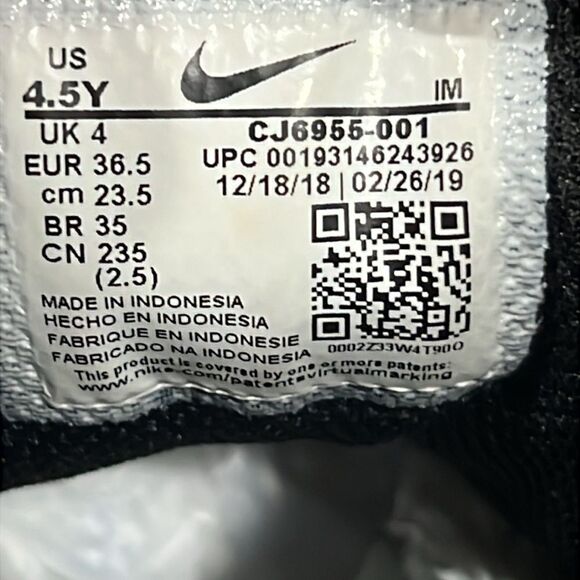 US
4.5Y
IM
UK 4
CJ6955-001
EUR 36.5
UPC 00193146243926
cm 23.5
12/18/18 | 02/26/19
BR 35
CN 235
(2.5)
MADE IN INDONESIA
HECHO EN INDONESIA
FABRIQUE EN INDONESIE
FABRICADO NA INDONESIA
0002Z33W4T90O
This product is covered by one or more patents:
www.nike.com/patentsvirtualmarking